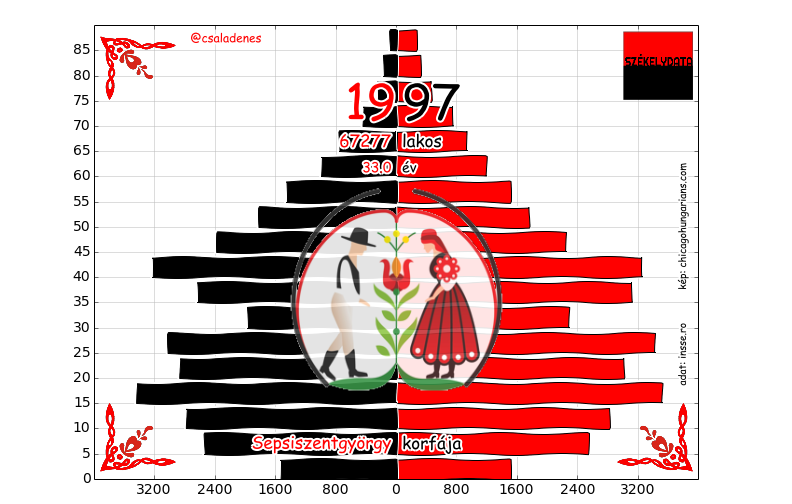 @csaladenes
SZÉKELYDATA
1997
67277 lakos
33.0 év
kép: chicagohungarians.com
adat: insse.ro
Sepsiszentgyörgy korfája
85
80
75
70
65
60
55
50
45
40
35
30
25
20
15
10
5
0
3200 2400 1600 800 0 800 1600 2400 3200